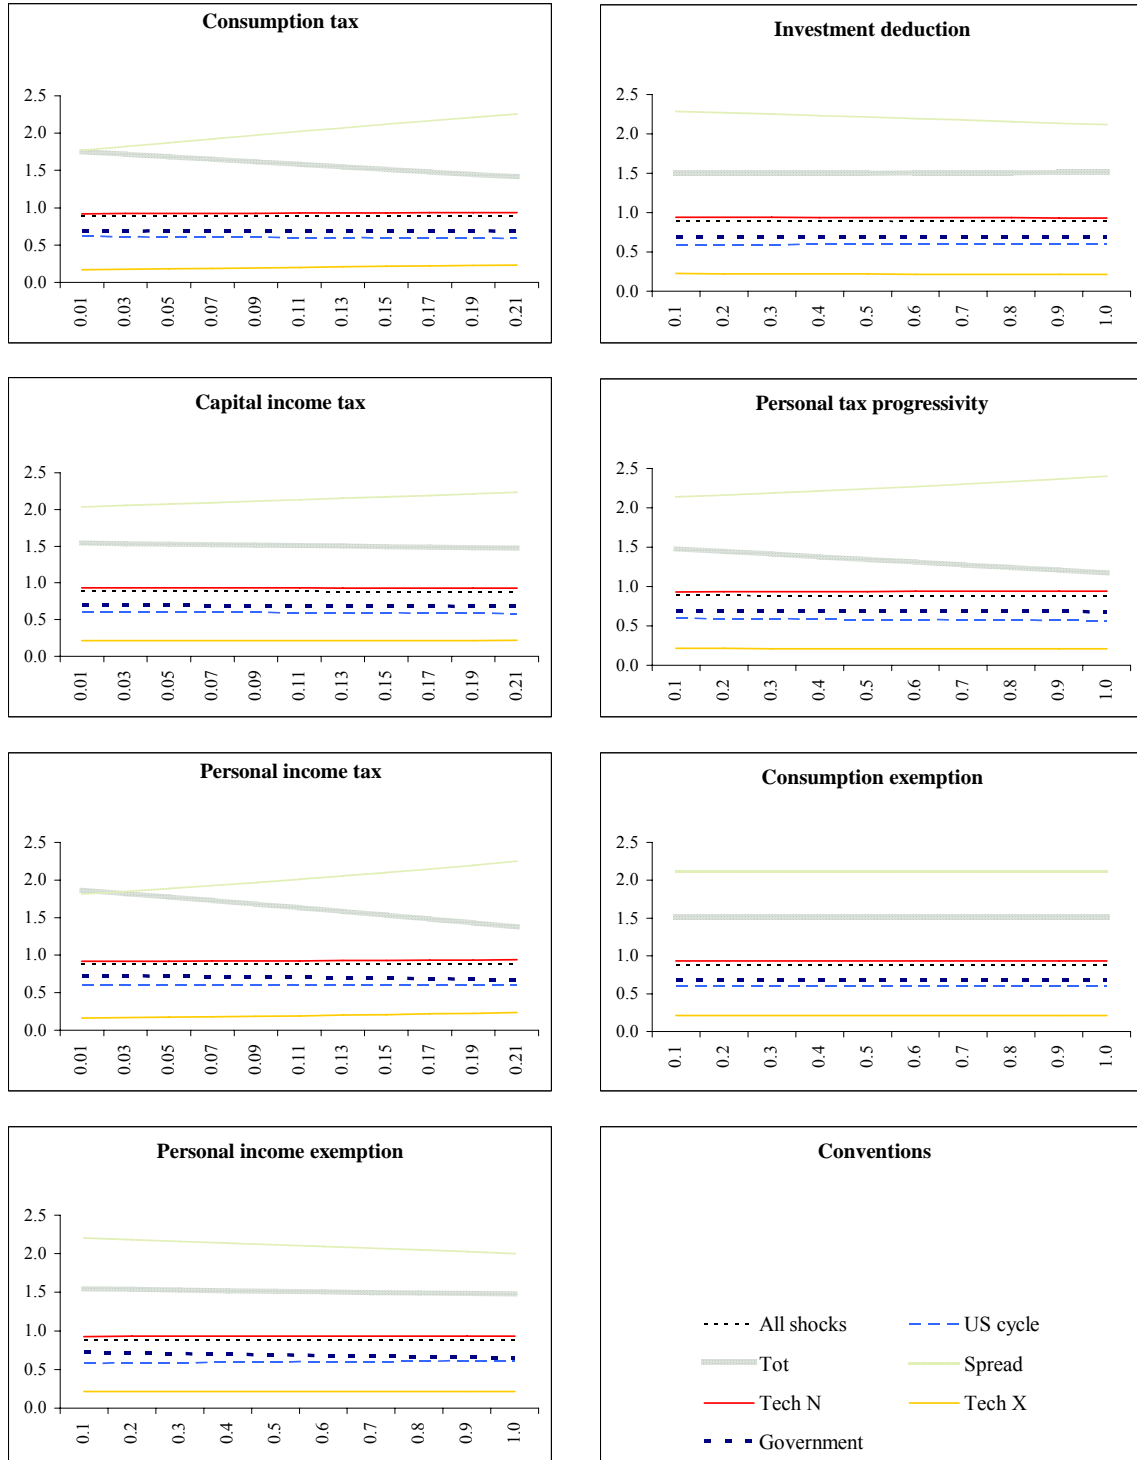 Consumption tax
2.5
2.0
1.5
1.0
0.5
0.0
0.01 0.03 0.05 0.07 0.09 0.11 0.13 0.15 0.17 0.19 0.21
Investment deduction
2.5
2.0
1.5
1.0
0.5
0.0
0.1 0.2 0.3 0.4 0.5 0.6 0.7 0.8 0.9 1.0
Capital income tax
2.5
2.0
1.5
1.0
0.5
0.0
0.01 0.03 0.05 0.07 0.09 0.11 0.13 0.15 0.17 0.19 0.21
Personal tax progressivity
2.5
2.0
1.5
1.0
0.5
0.0
0.1 0.2 0.3 0.4 0.5 0.6 0.7 0.8 0.9 1.0
Personal income tax
2.5
2.0
1.5
1.0
0.5
0.0
0.01 0.03 0.05 0.07 0.09 0.11 0.13 0.15 0.17 0.19 0.21
Consumption exemption
2.5
2.0
1.5
1.0
0.5
0.0
0.1 0.2 0.3 0.4 0.5 0.6 0.7 0.8 0.9 1.0
Personal income exemption
2.5
2.0
1.5
1.0
0.5
0.0
0.1 0.2 0.3 0.4 0.5 0.6 0.7 0.8 0.9 1.0
Conventions
All shocks US cycle
Tot Spread
Tech N Tech X
Government